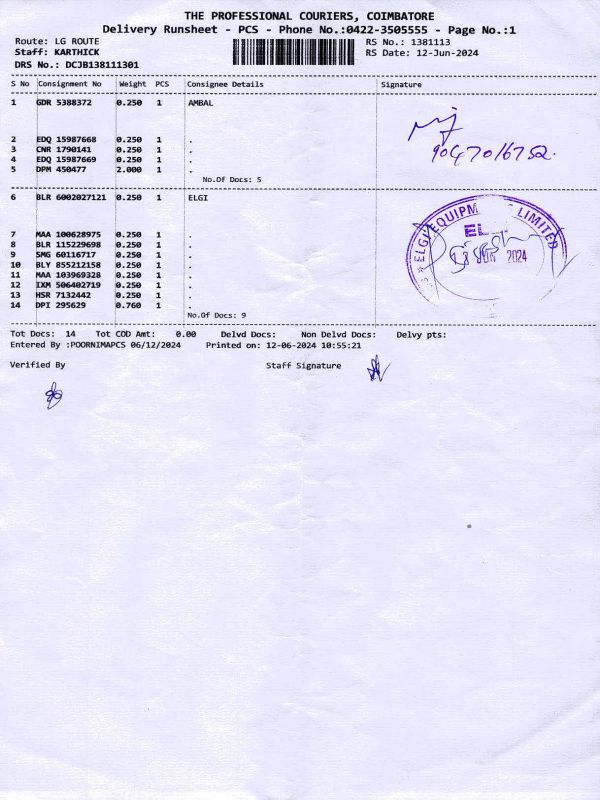 THE PROFESSIONAL COURIERS, COIMBATORE
Delivery Runsheet - PCS - Phone No.:0422-3505555 - Page No.:1
Route: LG ROUTE
RS No.: 1381113
Staff: KARTHICK
RS Date: 12-Jun-2024
DRS No.: DCJB138111301
S No Consignment No Weight PCS Consignee Details Signature
1 GDR 5388372 0.250 1 AMBAL
2 EDQ 15987668 0.250 1 .
3 CNR 1790141 0.250 1 .
4 EDQ 15987669 0.250 1 .
5 DPM 450477 2.000 1 .
9047016752.
No.Of Docs: 5
6 BLR 6002027121 0.250 1 ELGI
7 MAA 100628975 0.250 1 .
8 BLR 115229698 0.250 1 .
9 SMG 60116717 0.250 1 .
10 BLY 855212158 0.250 1 .
11 MAA 103969328 0.250 1 .
12 IXM 506402719 0.250 1 .
13 HSR 7132442 0.250 1 .
14 DPI 295629 0.760 1 .
ELGI EQUIPM LIMITED
2024
No.Of Docs: 9
Tot Docs: 14 Tot COD Amt: 0.00 Delvd Docs: Non Delvd Docs: Delvy pts:
Entered By :POORNIMAPCS 06/12/2024 Printed on: 12-06-2024 10:55:21
Verified By Staff Signature